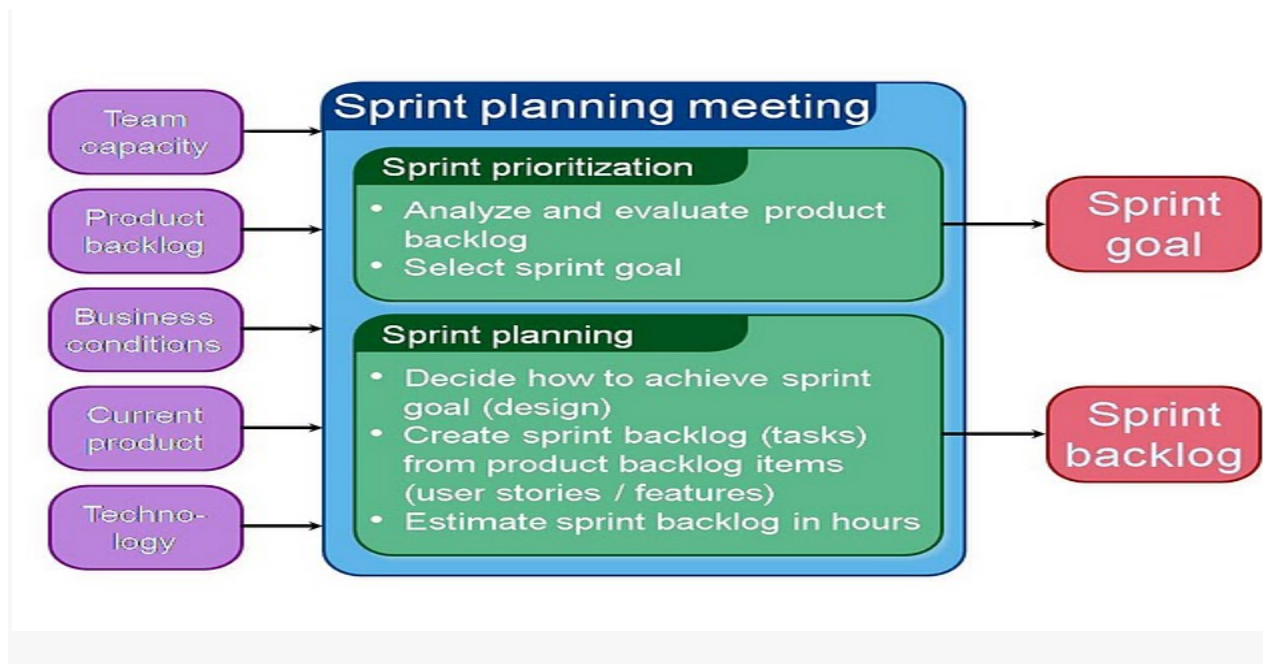 Team
capacity
Product
backlog
Business
conditions
Current
product
Techno-
logy
Sprint planning meeting
Sprint prioritization
• Analyze and evaluate product
backlog
• Select sprint goal
Sprint planning
• Decide how to achieve sprint
goal (design)
• Create sprint backlog (tasks)
from product backlog items
(user stories / features)
• Estimate sprint backlog in hours
Sprint
goal
Sprint
backlog